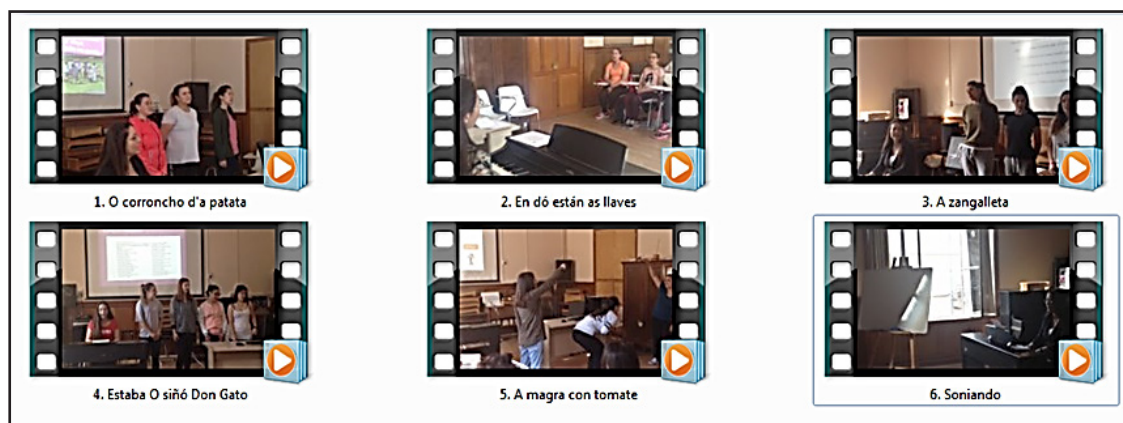 1. O corroncho d'a patata
2. En dó están as llaves
3. A zangalleta
4. Estaba O siñó Don Gato
5. A magra con tomate
6. Soniando